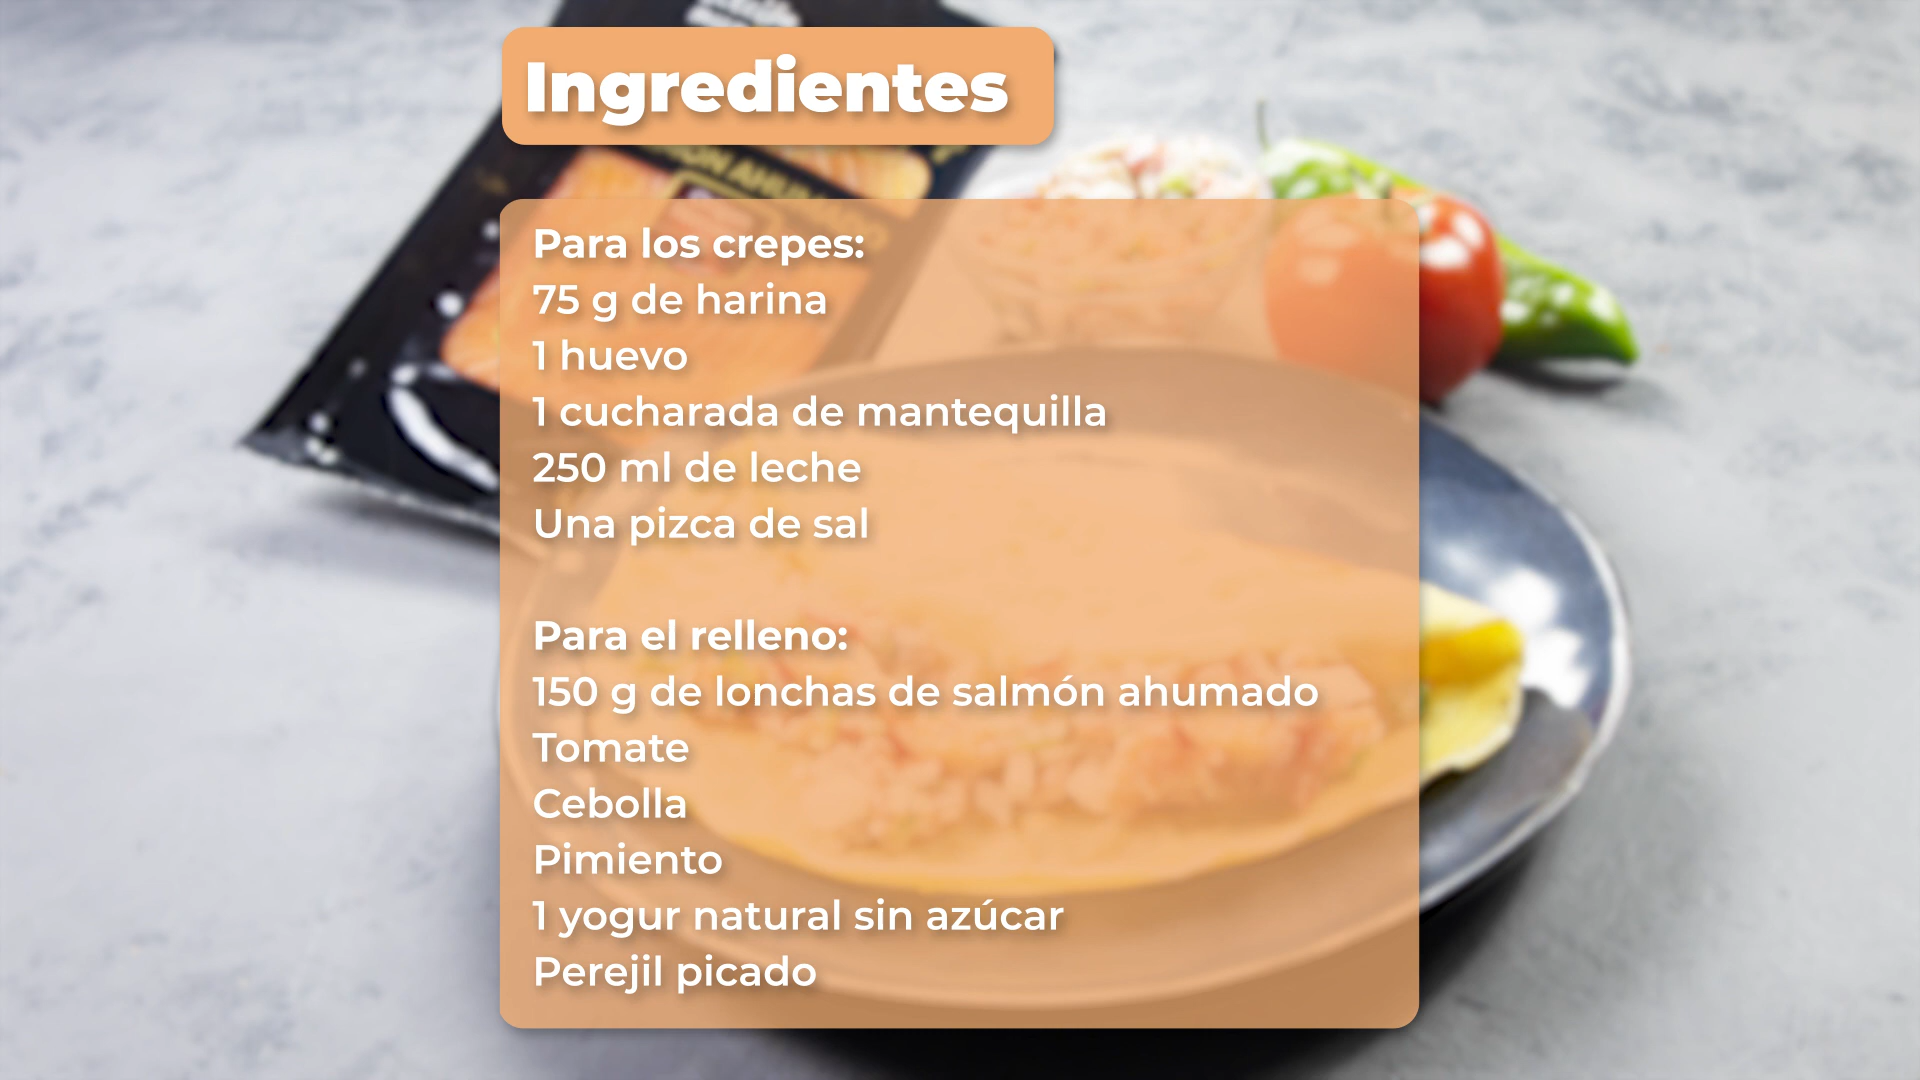 Ingredientes
Para los crepes:
75 g de harina
1 huevo
1 cucharada de mantequilla
250 ml de leche
Una pizca de sal
Para el relleno:
150 g de lonchas de salmón ahumado
Tomate
Cebolla
Pimiento
1 yogur natural sin azúcar
Perejil picado